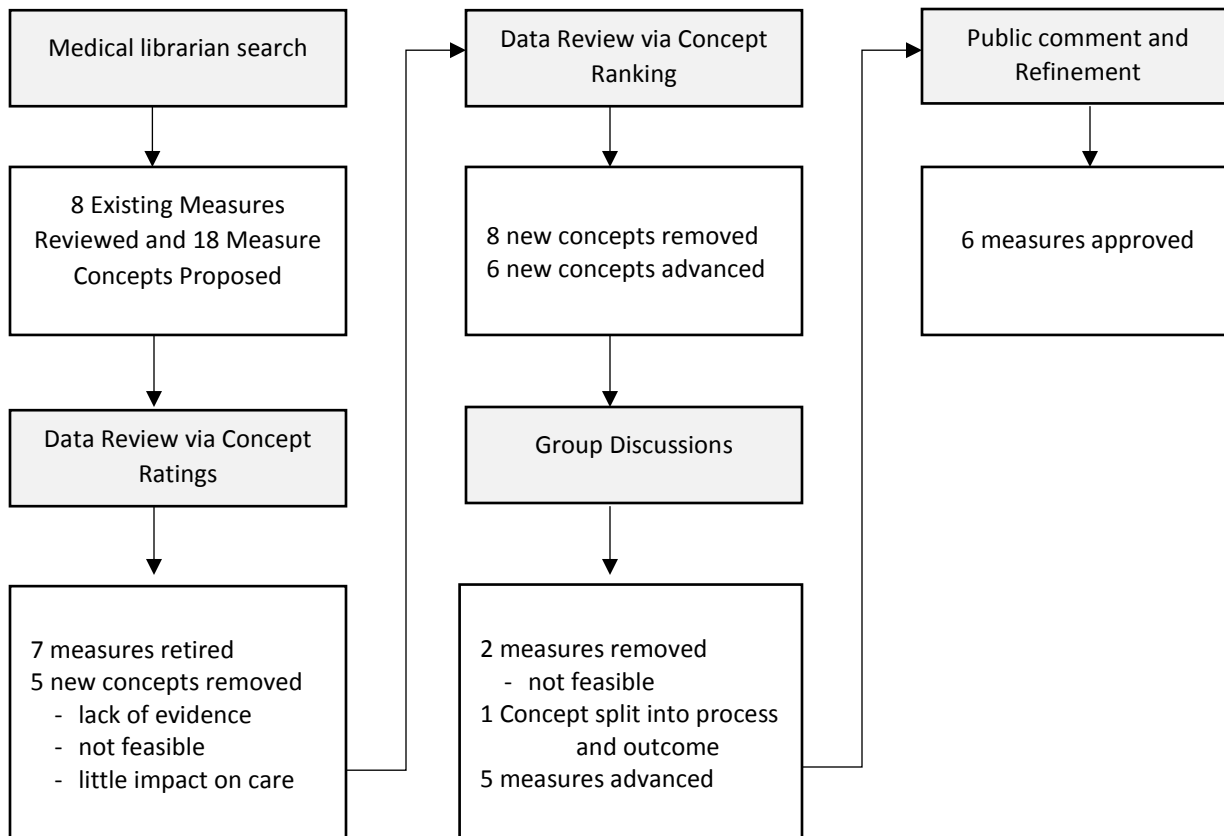 Medical librarian search
8 Existing Measures
Reviewed and 18 Measure
Concepts Proposed
Data Review via Concept
Ratings
7 measures retired
5 new concepts removed
- lack of evidence
- not feasible
- little impact on care
Data Review via Concept
Ranking
8 new concepts removed
6 new concepts advanced
Group Discussions
2 measures removed
- not feasible
1 Concept split into process
and outcome
5 measures advanced
Public comment and
Refinement
6 measures approved